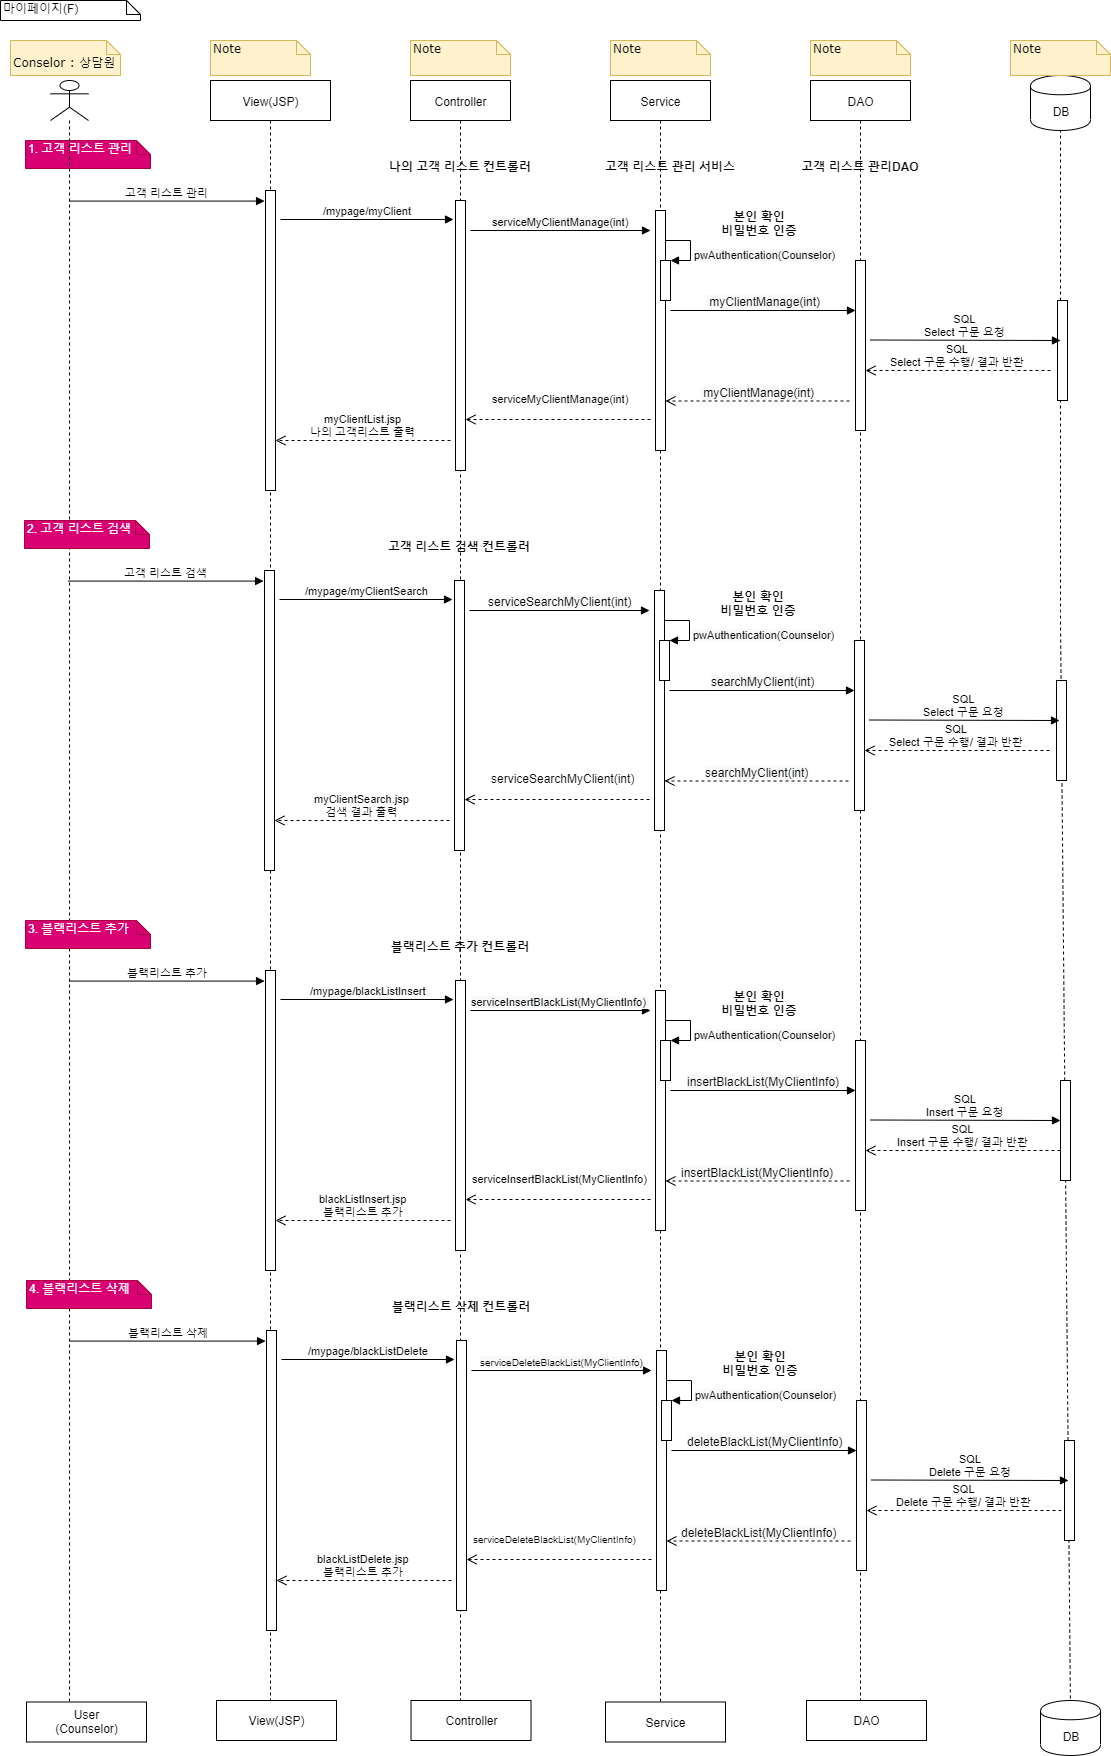 마이페이지(F)
Conselor : 상담원
Note
Note
Note
Note
Note
View(JSP)
Controller
Service
DAO
DB
1. 고객 리스트 관리
나의 고객 리스트 컨트롤러
고객 리스트 관리 서비스
고객 리스트 관리DAO
고객 리스트 관리
/mypage/myClient
serviceMyClientManage(int)
본인 확인
비밀번호 인증
pwAuthentication(Counselor)
myClientManage(int)
SQL
Select 구문 요청
SQL
Select 구문 수행/ 결과 반환
myClientManage(int)
serviceMyClientManage(int)
myClientList.jsp
나의 고객리스트 출력
2. 고객 리스트 검색
고객 리스트 검색 컨트롤러
고객 리스트 검색
/mypage/myClientSearch
serviceSearchMyClient(int)
본인 확인
비밀번호 인증
pwAuthentication(Counselor)
searchMyClient(int)
SQL
Select 구문 요청
SQL
Select 구문 수행/ 결과 반환
searchMyClient(int)
serviceSearchMyClient(int)
myClientSearch.jsp
검색 결과 출력
3. 블랙리스트 추가
블랙리스트 추가 컨트롤러
블랙리스트 추가
/mypage/blackListInsert
serviceInsertBlackList(MyClientInfo)
본인 확인
비밀번호 인증
pwAuthentication(Counselor)
insertBlackList(MyClientInfo)
SQL
Insert 구문 요청
SQL
Insert 구문 수행/ 결과 반환
insertBlackList(MyClientInfo)
serviceInsertBlackList(MyClientInfo)
blackListInsert.jsp
블랙리스트 추가
4. 블랙리스트 삭제
블랙리스트 삭제 컨트롤러
블랙리스트 삭제
/mypage/blackListDelete
serviceDeleteBlackList(MyClientInfo)
본인 확인
비밀번호 인증
pwAuthentication(Counselor)
deleteBlackList(MyClientInfo)
SQL
Delete 구문 요청
SQL
Delete 구문 수행/ 결과 반환
deleteBlackList(MyClientInfo)
serviceDeleteBlackList(MyClientInfo)
blackListDelete.jsp
블랙리스트 추가
User
(Counselor)
View(JSP)
Controller
Service
DAO
DB